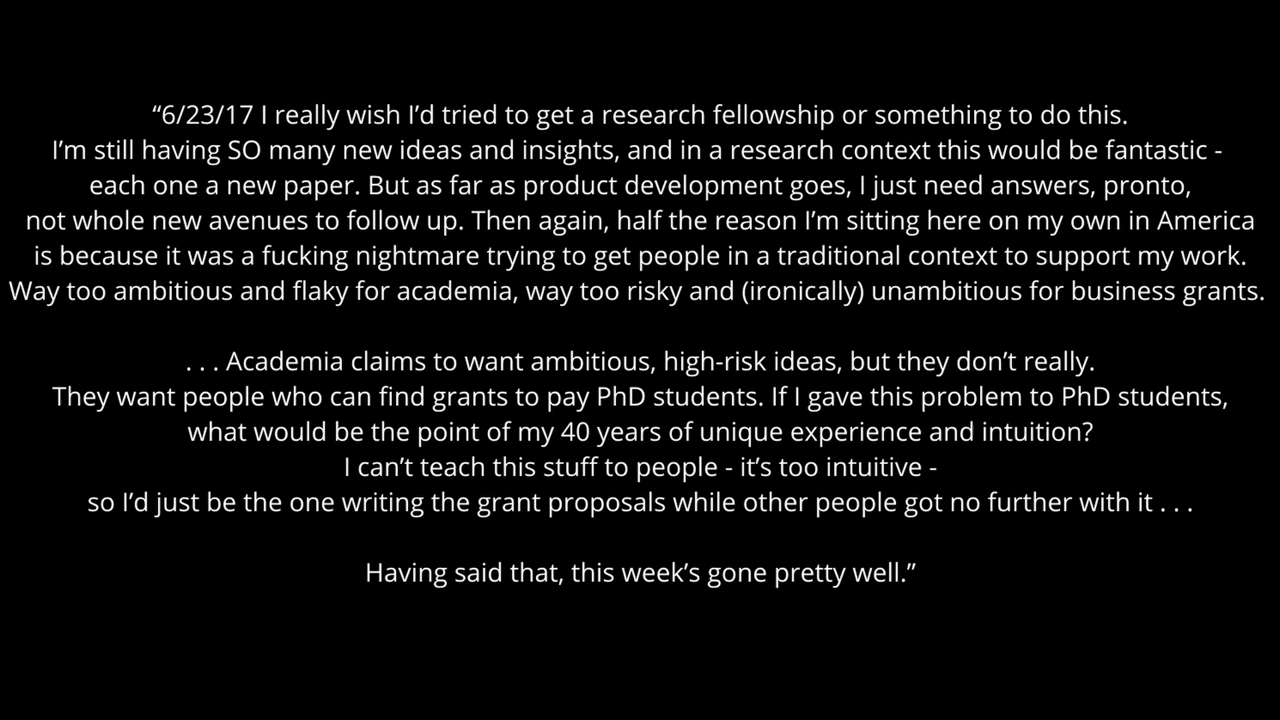 “6/23/17 I really wish I’d tried to get a research fellowship or something to do this.
I’m still having SO many new ideas and insights, and in a research context this would be fantastic -
each one a new paper. But as far as product development goes, I just need answers, pronto,
not whole new avenues to follow up. Then again, half the reason I’m sitting here on my own in America
is because it was a fucking nightmare trying to get people in a traditional context to support my work.
Way too ambitious and flaky for academia, way too risky and (ironically) unambitious for business grants.
. . . Academia claims to want ambitious, high-risk ideas, but they don’t really.
They want people who can find grants to pay PhD students. If I gave this problem to PhD students,
what would be the point of my 40 years of unique experience and intuition?
I can’t teach this stuff to people - it’s too intuitive -
so I’d just be the one writing the grant proposals while other people got no further with it . . .
Having said that, this week’s gone pretty well.”